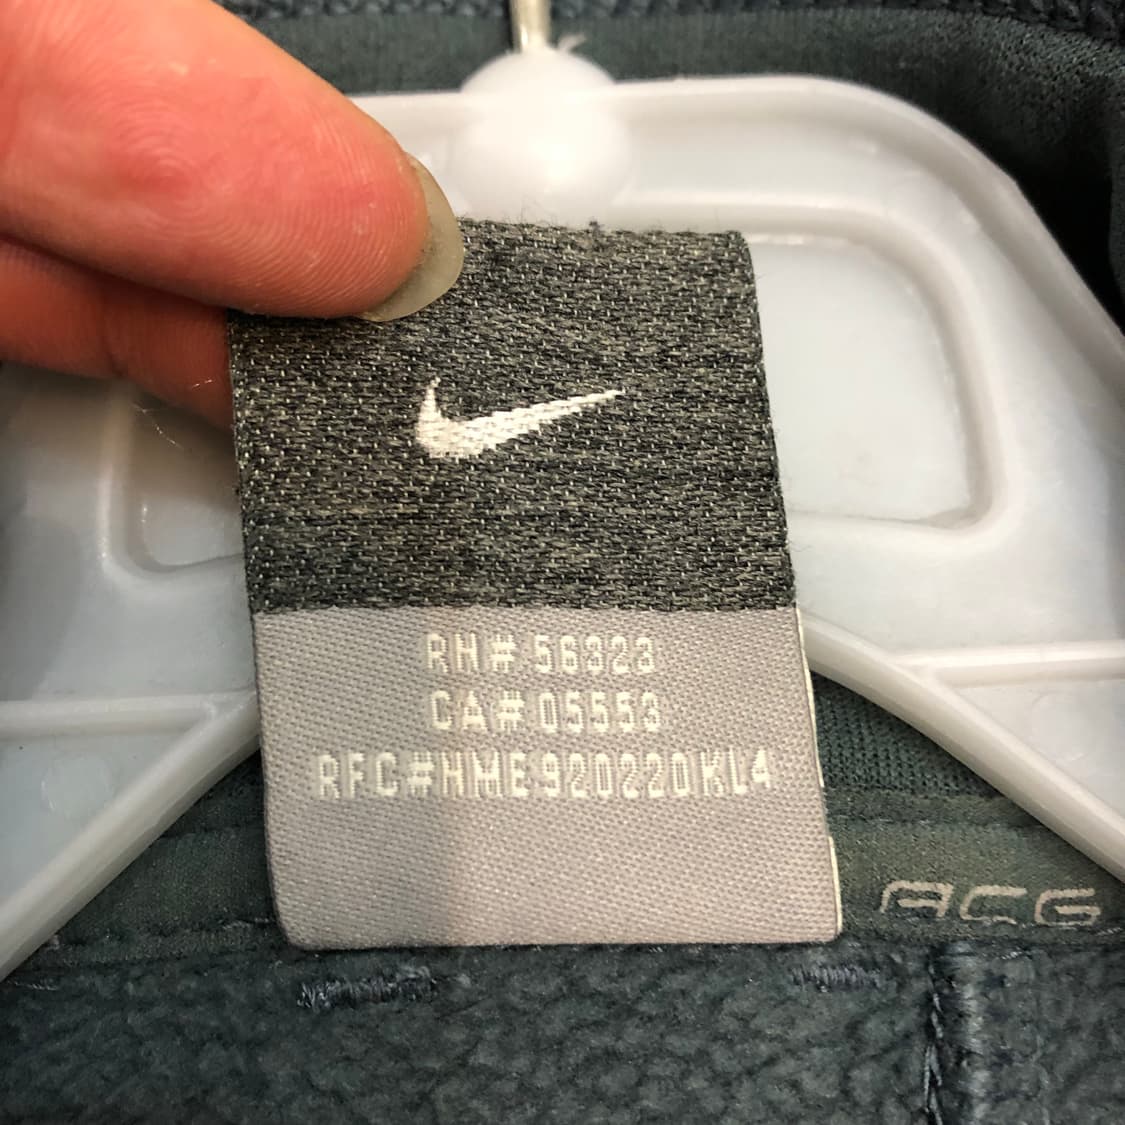 RH# 56323
CA# 05553
RFC#HME920220KL4
ACG